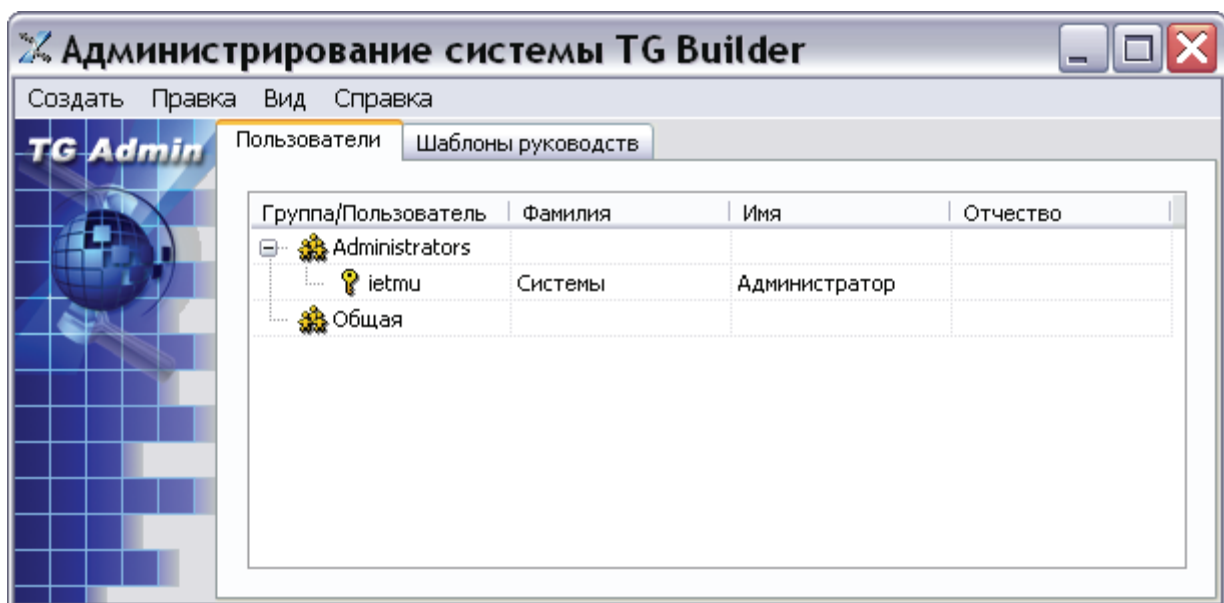 Администрирование системы TG Builder
Создать Правка Вид Справка
TG Admin
Пользователи Шаблоны руководств
Группа/Пользователь Фамилия Имя Отчество
Administrators
ietmu Системы Администратор
Общая